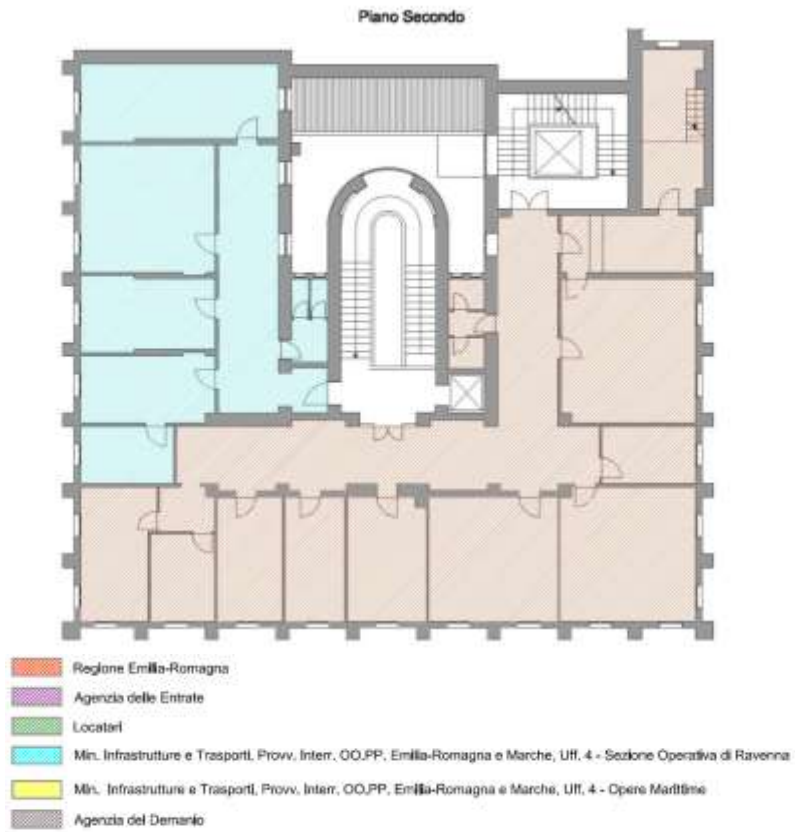 Piano Secondo
Regione Emilia-Romagna
Agenzia delle Entrate
Locatari
Min. Infrastrutture e Trasporti, Provv. Interr. OO.PP. Emilia-Romagna e Marche, Uff. 4 - Sezione Operativa di Ravenna
Min. Infrastrutture e Trasporti, Provv. Interr. OO.PP. Emilia-Romagna e Marche, Uff. 4 - Opere Marittime
Agenzia del Demanio